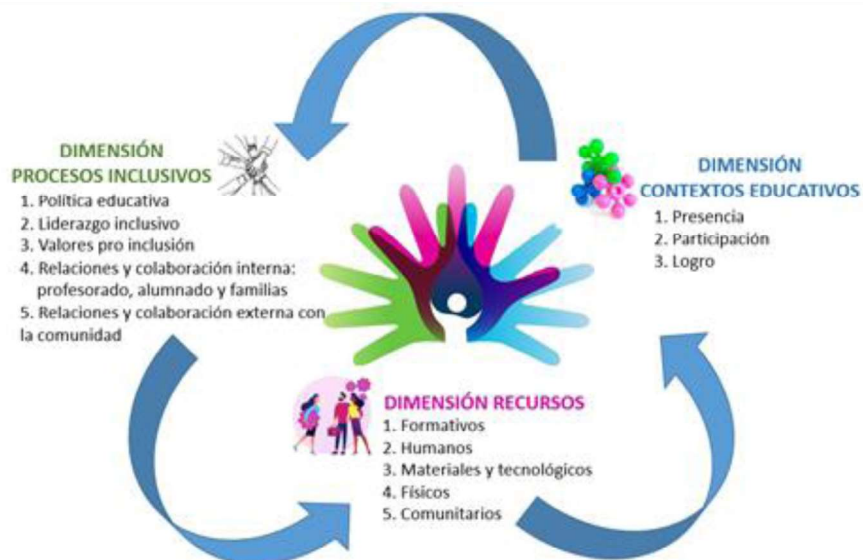 DIMENSIÓN
PROCESOS INCLUSIVOS
1. Política educativa
2. Liderazgo inclusivo
3. Valores pro inclusión
4. Relaciones y colaboración interna:
profesorado, alumnado y familias
5. Relaciones y colaboración externa con
la comunidad
DIMENSIÓN
CONTEXTOS EDUCATIVOS
1. Presencia
2. Participación
3. Logro
DIMENSIÓN RECURSOS
1. Formativos
2. Humanos
3. Materiales y tecnológicos
4. Físicos
5. Comunitarios